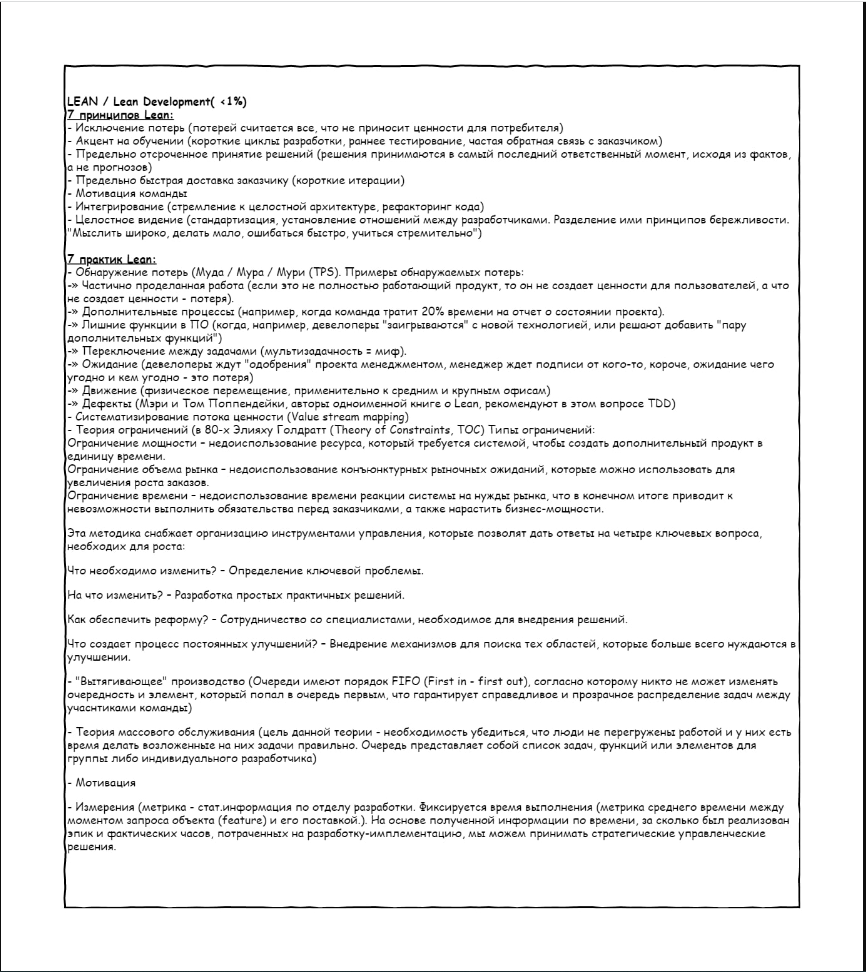 LEAN / Lean Development( <1%)
7 принципов Lean:
- Исключение потерь (потерей считается все, что не приносит ценности для потребителя)
- Акцент на обучении (короткие циклы разработки, раннее тестирование, частая обратная связь с заказчиком)
- Предельно отсроченное принятие решений (решения принимаются в самый последний ответственный момент, исходя из фактов,
а не прогнозов)
- Предельно быстрая доставка заказчику (короткие итерации)
- Мотивация команды
- Интегрирование (стремление к целостной архитектуре, рефакторинг кода)
- Целостное видение (стандартизация, установление отношений между разработчиками. Разделение ими принципов бережливости.
"Мыслить широко, делать мало, ошибаться быстро, учиться стремительно")
7 практик Lean:
- Обнаружение потерь (Муда / Мура / Мури (TPS). Примеры обнаружаемых потерь:
-» Частично проделанная работа (если это не полностью работающий продукт, то он не создает ценности для пользователей, а что
не создает ценности - потеря).
-» Дополнительные процессы (например, когда команда тратит 20% времени на отчет о состоянии проекта).
-» Лишние функции в ПО (когда, например, девелоперы "заигрываются" с новой технологией, или решают добавить "пару
дополнительных функций")
-» Переключение между задачами (мультизадачность = миф).
-» Ожидание (девелоперы ждут "одобрения" проекта менеджментом, менеджер ждет подписи от кого-то, короче, ожидание чего
угодно и кем угодно - это потеря)
-» Движение (физическое перемещение, применительно к средним и крупным офисам)
-» Дефекты (Мэри и Том Поппендейки, авторы одноименной книге о Lean, рекомендуют в этом вопросе TDD)
- Систематизирование потока ценности (Value stream mapping)
- Теория ограничений (в 80-х Элияху Голдратт (Theory of Constraints, TOC) Типы ограничений:
Ограничение мощности – недоиспользование ресурса, который требуется системой, чтобы создать дополнительный продукт в
единицу времени.
Ограничение объема рынка – недоиспользование конъюнктурных рыночных ожиданий, которые можно использовать для
увеличения роста заказов.
Ограничение времени – недоиспользование времени реакции системы на нужды рынка, что в конечном итоге приводит к
невозможности выполнить обязательства перед заказчиками, а также нарастить бизнес-мощности.
Эта методика снабжает организацию инструментами управления, которые позволят дать ответы на четыре ключевых вопроса,
необходих для роста:
Что необходимо изменить? – Определение ключевой проблемы.
На что изменить? – Разработка простых практичных решений.
Как обеспечить реформу? – Сотрудничество со специалистами, необходимое для внедрения решений.
Что создает процесс постоянных улучшений? – Внедрение механизмов для поиска тех областей, которые больше всего нуждаются в
улучшении.
- "Вытягивающее" производство (Очереди имеют порядок FIFO (First in - first out), согласно которому никто не может изменять
очередность и элемент, который попал в очередь первым, что гарантирует справедливое и прозрачное распределение задач между
учаснтиками команды)
- Теория массового обслуживания (цель данной теории - необходимость убедиться, что люди не перегружены работой и у них есть
время делать возложенные на них задачи правильно. Очередь представляет собой список задач, функций или элементов для
группы либо индивидуального разработчика)
- Мотивация
- Измерения (метрика - стат.информация по отделу разработки. Фиксируется время выполнения (метрика среднего времени между
моментом запроса объекта (feature) и его поставкой.). На основе полученной информации по времени, за сколько был реализован
эпик и фактических часов, потраченных на разработку-имплементацию, мы можем принимать стратегические управленческие
решения.